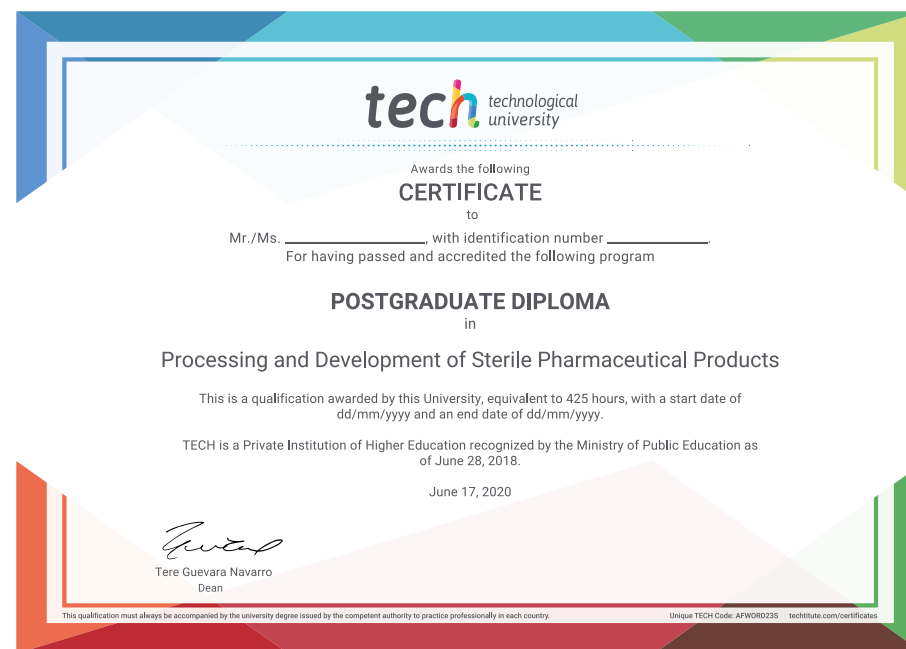 tech technological
university
Awards the following
CERTIFICATE
to
Mr./Ms. ____________________, with identification number ______________.
For having passed and accredited the following program
POSTGRADUATE DIPLOMA
in
Processing and Development of Sterile Pharmaceutical Products
This is a qualification awarded by this University, equivalent to 425 hours, with a start date of
dd/mm/yyyy and an end date of dd/mm/yyyy.
TECH is a Private Institution of Higher Education recognized by the Ministry of Public Education as
of June 28, 2018.
June 17, 2020
Tere Guevara Navarro
Dean
This qualification must always be accompanied by the university degree issued by the competent authority to practice professionally in each country.
Unique TECH Code: AFWORD23S techtitute.com/certificates